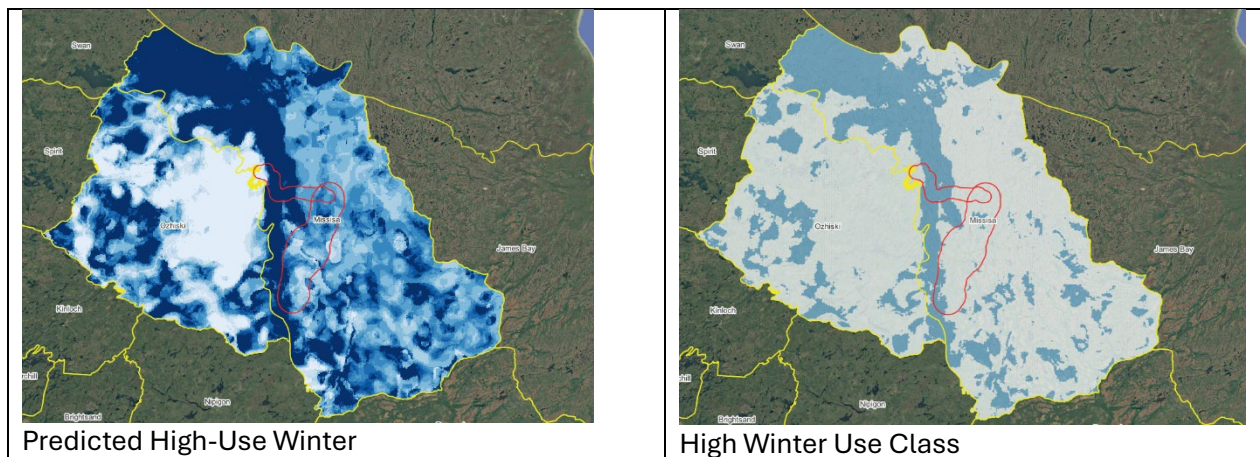 Swan
Spirit
Ozhiski
Missisa
James Bay
Kinloch
Nipigon
Brightsand
Predicted High-Use Winter
Swan
Spirit
Ozhiski
Missisa
James Bay
Kinloch
Nipigon
Brightsand
High Winter Use Class